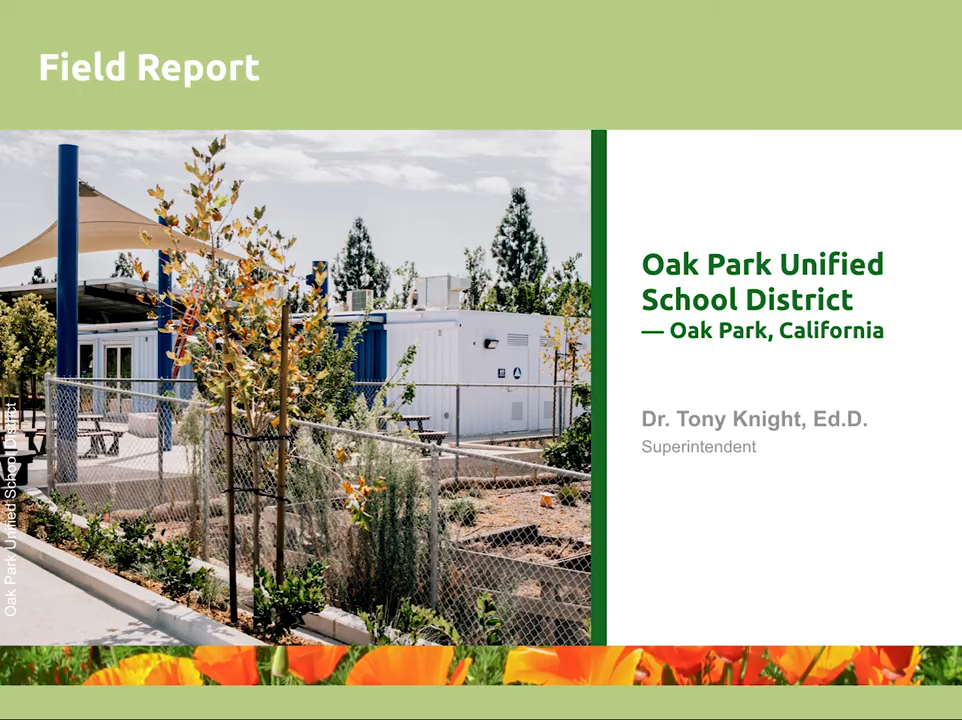 Field Report
Oak Park Unified
School District
— Oak Park, California
Dr. Tony Knight, Ed.D.
Superintendent
Oak Park Unified School District